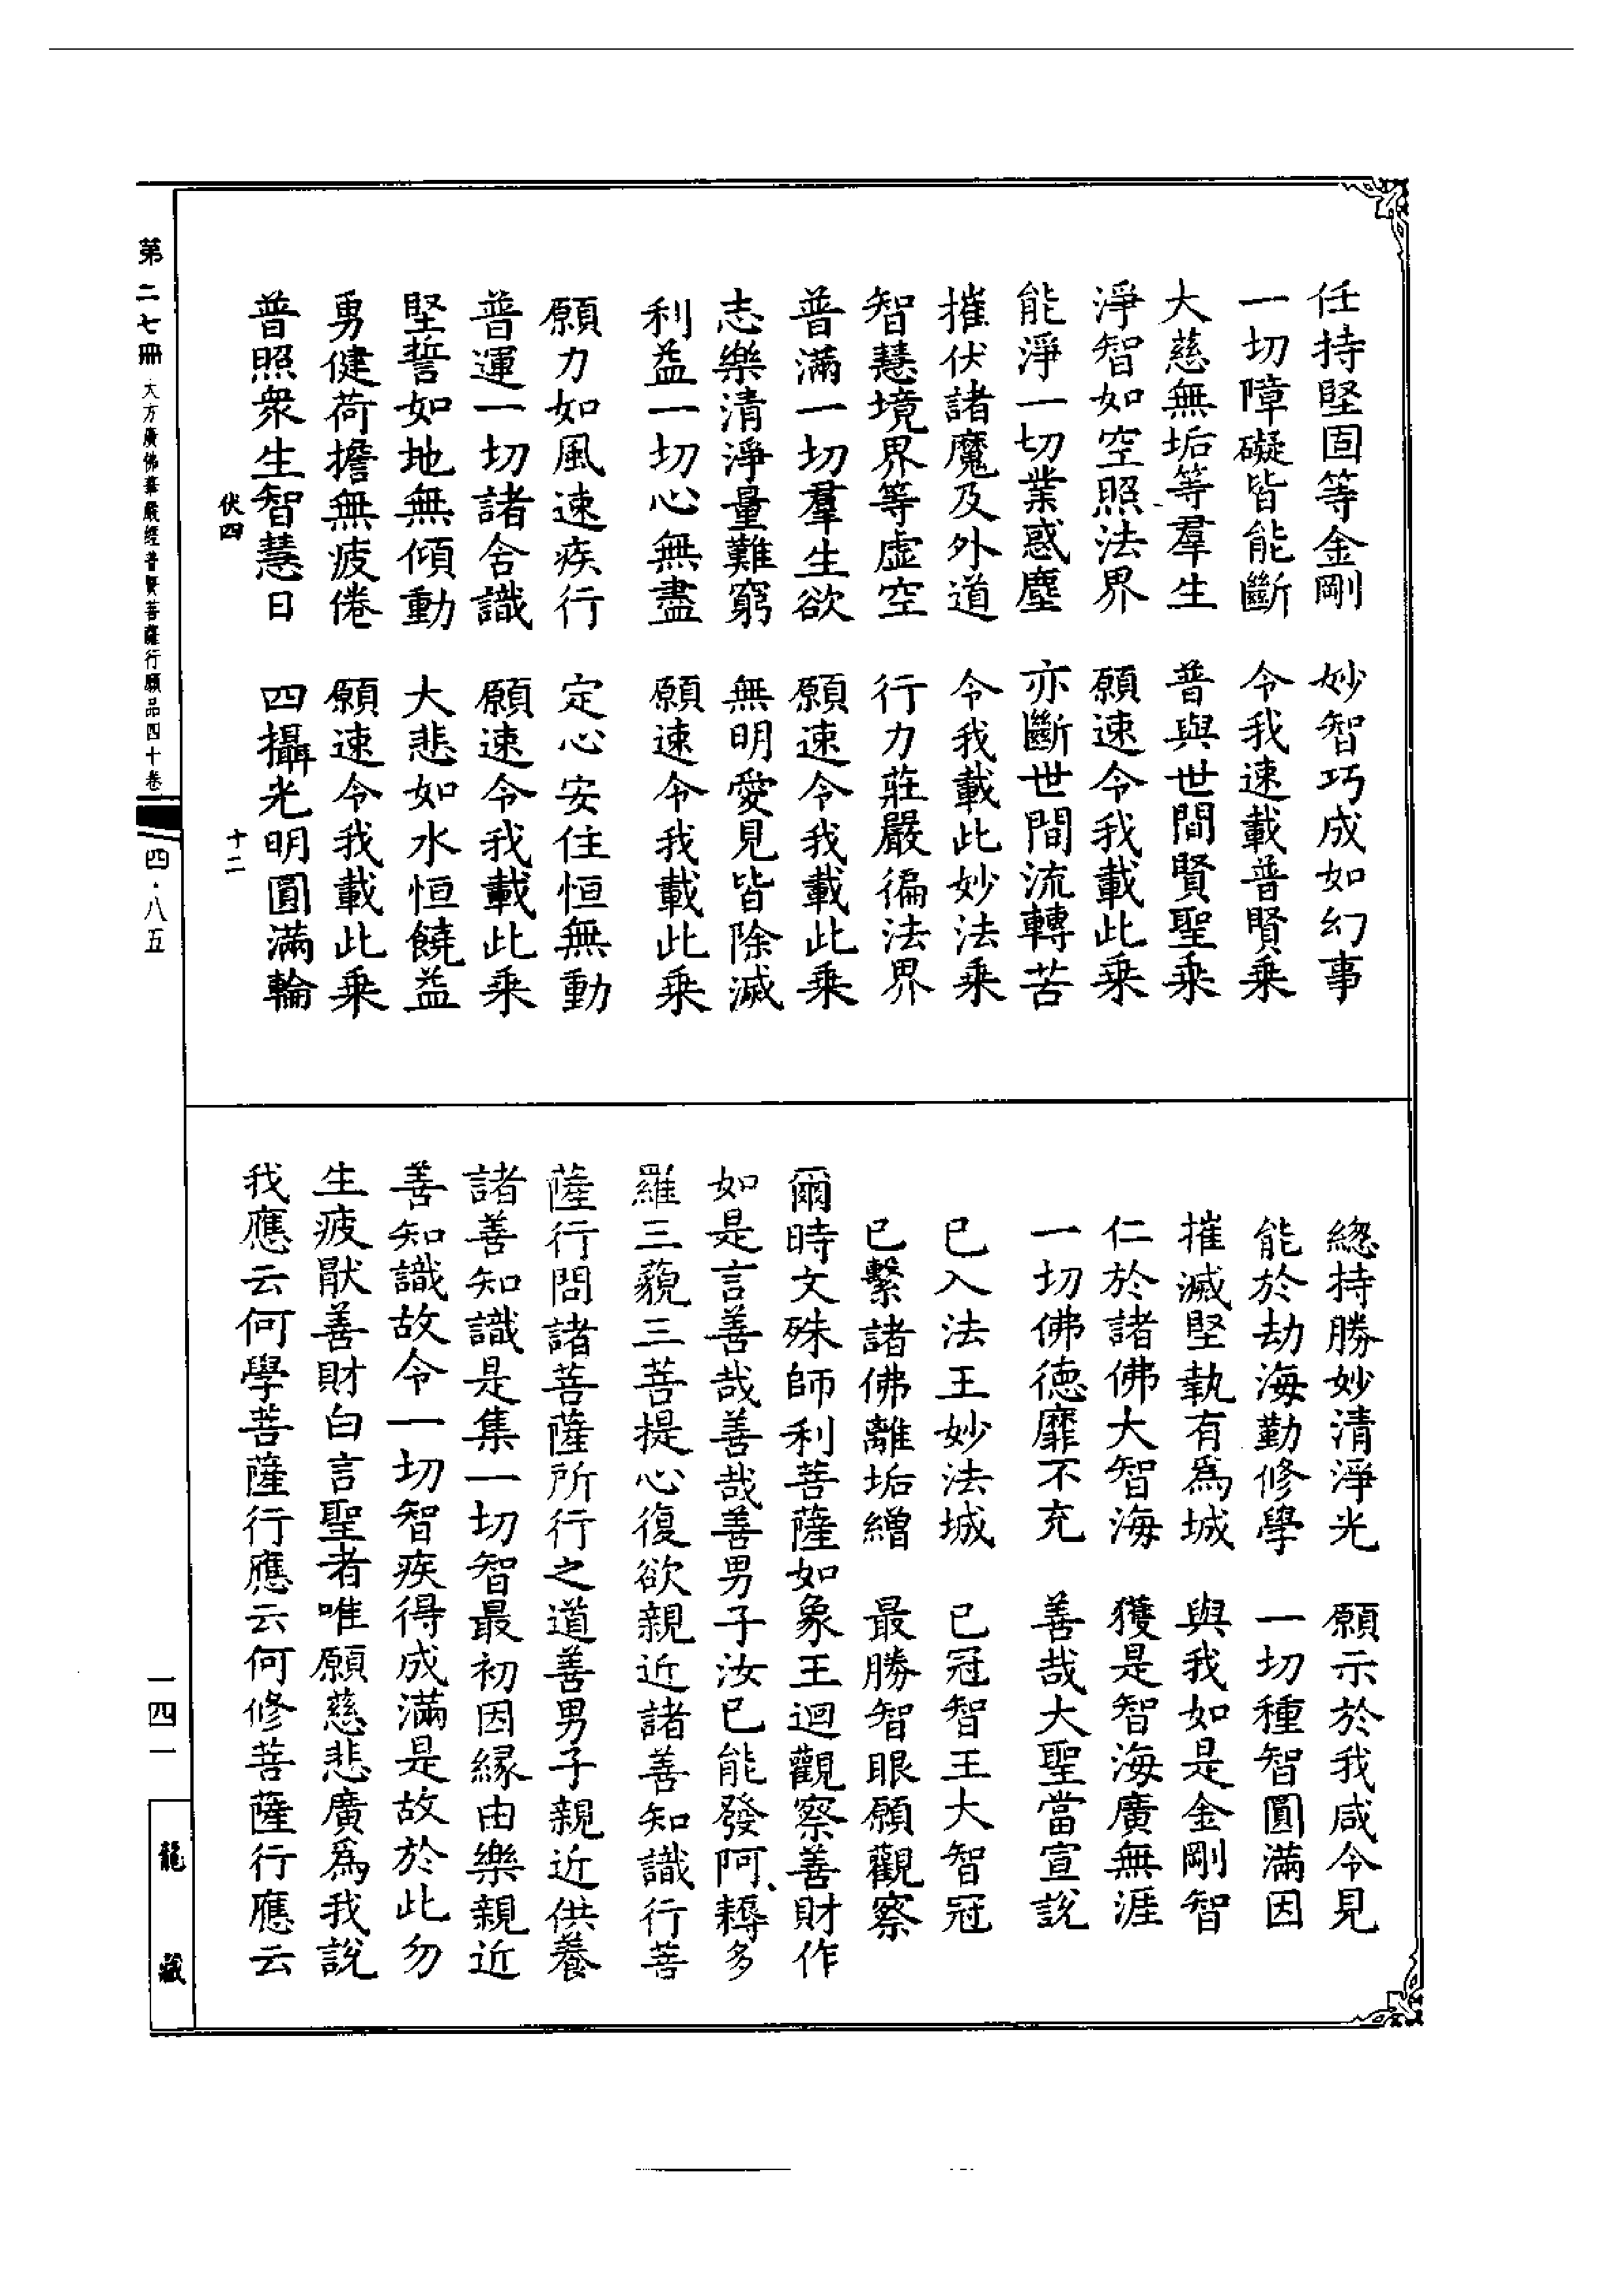 任持堅固等金剛　妙智巧成如幻事
一切障礙皆能斷　令我速載普賢乘
大慈無垢等羣生　普與世間賢聖乘
淨智如空照法界　願速令我載此乘
能淨一切業惑塵　亦斷世間流轉苦
摧伏諸魔及外道　令我載此妙法乘
智慧境界等虛空　行力莊嚴徧法界
普滿一切羣生欲　願速令我載此乘
志樂清淨量難窮　無明愛見皆除滅
利益一切心無盡　願速令我載此乘
願力如風速疾行　定心安住恒無動
普運一切諸含識　願速令我載此乘
堅誓如地無傾動　大悲如水恒饒益
勇健荷擔無疲倦　願速令我載此乘
普照衆生智慧日　四攝光明圓滿輪
伏四　十二
總持勝妙清淨光　願示於我咸令見
能於劫海勤修學　一切種智圓滿因
摧滅堅執有爲城　與我如是金剛智
仁於諸佛大智海　獲是智海廣無涯
一切佛德靡不充　善哉大聖當宣說
已入法王妙法城　已冠智王大智冠
已繫諸佛離垢繒　最勝智眼願觀察
爾時文殊師利菩薩如象王迴觀察善財作
如是言善哉善哉善男子汝已能發阿耨多
羅三藐三菩提心復欲親近諸善知識行菩
薩行問諸菩薩所行之道善男子親近供養
諸善知識是集一切智最初因緣由樂親近
善知識故令一切智疾得成滿是故於此勿
生疲猒善財白言聖者唯願慈悲廣爲我說
我應云何學菩薩行應云何修菩薩行應云
第二七冊　大方廣佛華嚴經普賢菩薩行願品四十卷　四·八五
一四一
龍藏